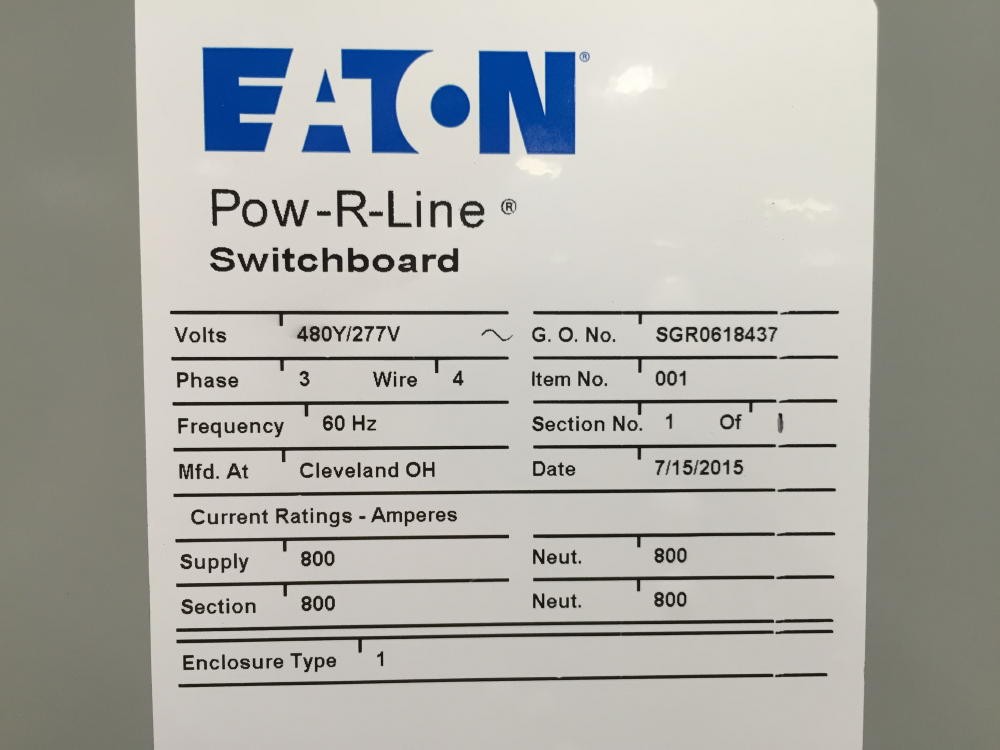 EATON®
Pow-R-Line ®
Switchboard
Volts 480Y/277V ~ G. O. No. SGR0618437
Phase 3 Wire 4 Item No. 001
Frequency 60 Hz Section No. 1 Of 1
Mfd. At Cleveland OH Date 7/15/2015
Current Ratings - Amperes
Supply 800 Neut. 800
Section 800 Neut. 800
Enclosure Type 1